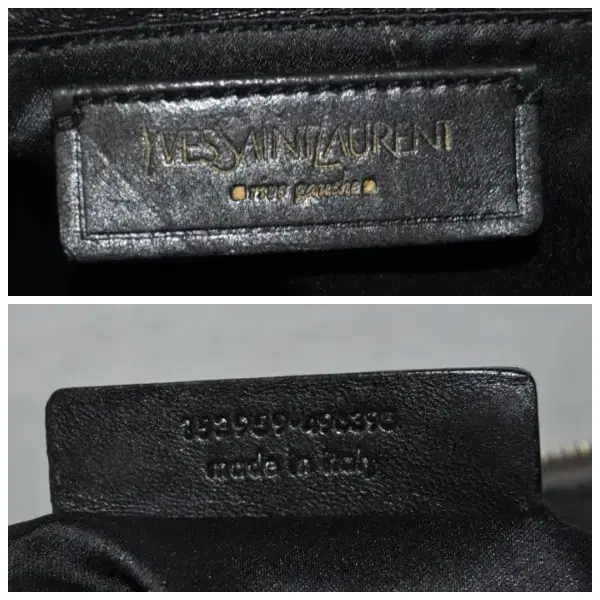 YVESSAINTLAURENT
rive gauche
made in italy